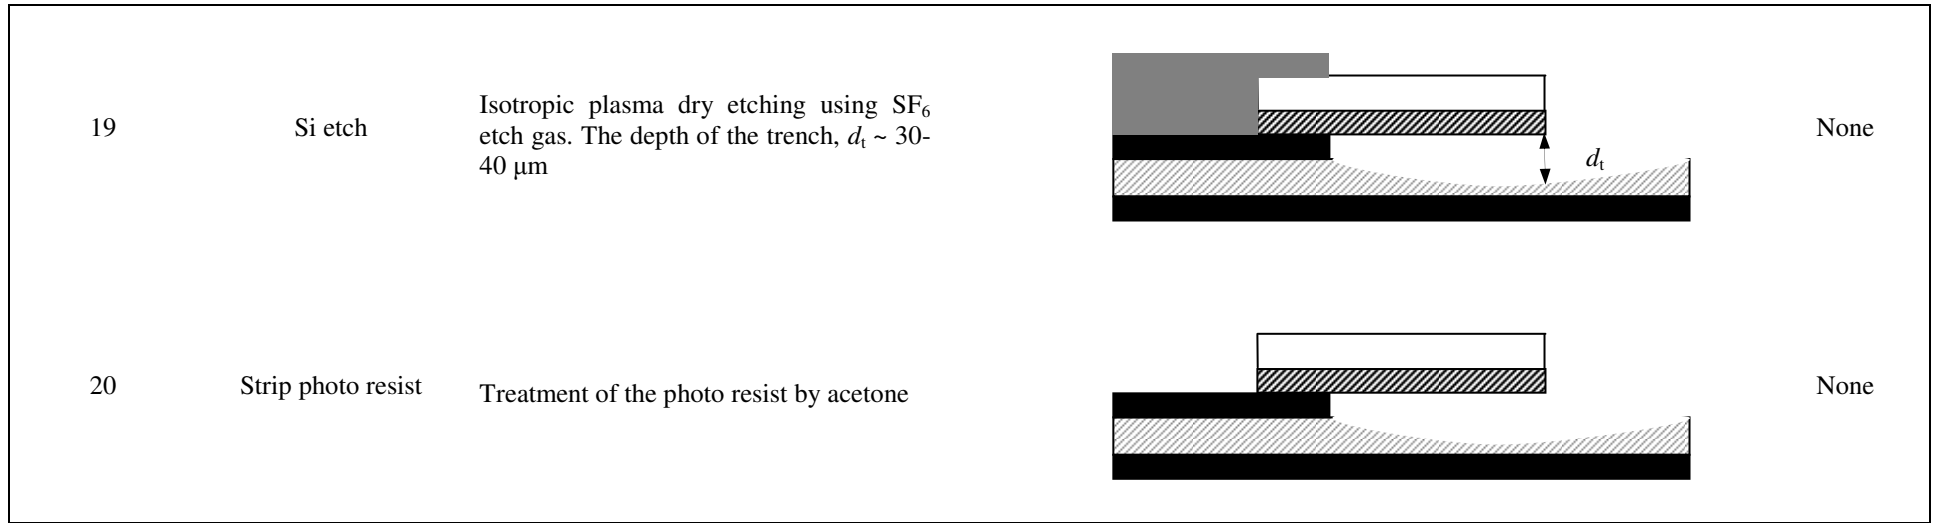 19
Si etch
Isotropic plasma dry etching using SF6
etch gas. The depth of the trench, dt ~ 30-
40 μm
dt
None
20
Strip photo resist
Treatment of the photo resist by acetone
None